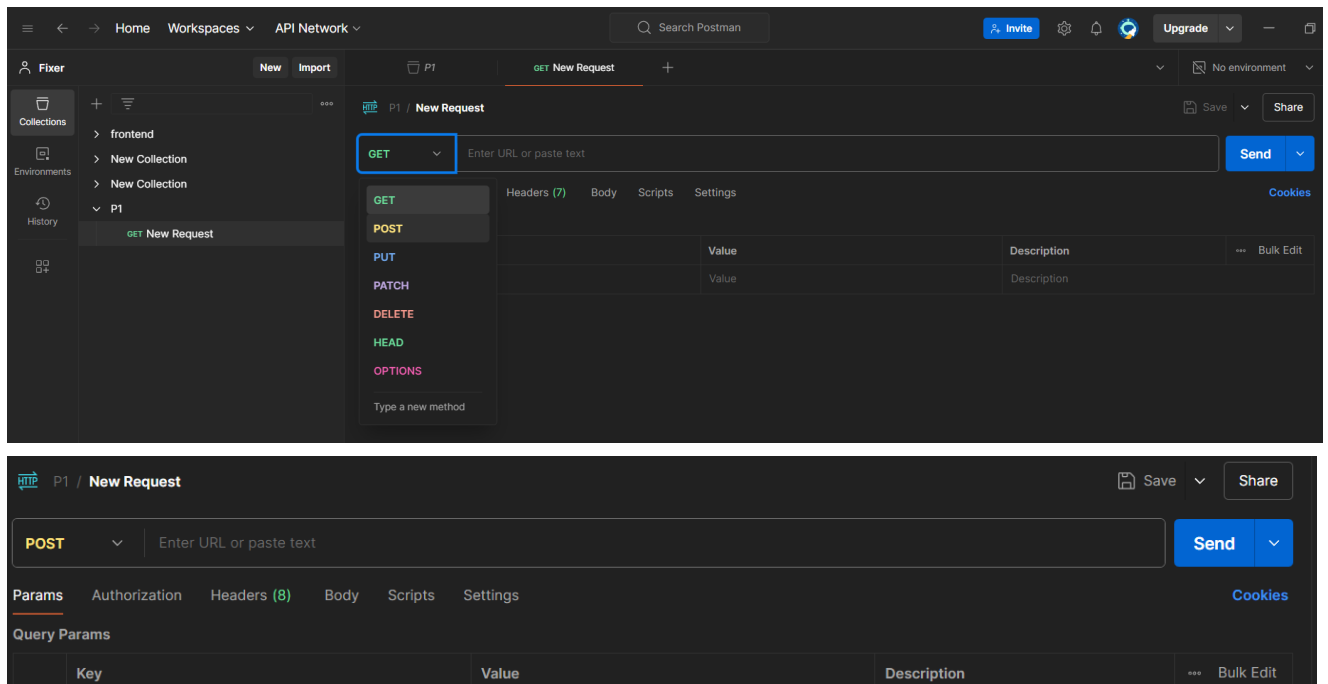 Home Workspaces API Network Search Postman Invite Upgrade
Fixer New Import P1 GET New Request No environment
Collections
Environments
History
frontend
New Collection
New Collection
P1
GET New Request
HTTP P1 / New Request Save Share
GET Enter URL or paste text Send
Headers (7) Body Scripts Settings Cookies
GET
POST
PUT
PATCH
DELETE
HEAD
OPTIONS
Type a new method
Value Description Bulk Edit
Value Description
HTTP P1 / New Request Save Share
POST Enter URL or paste text Send
Params Authorization Headers (8) Body Scripts Settings Cookies
Query Params
Key Value Description Bulk Edit